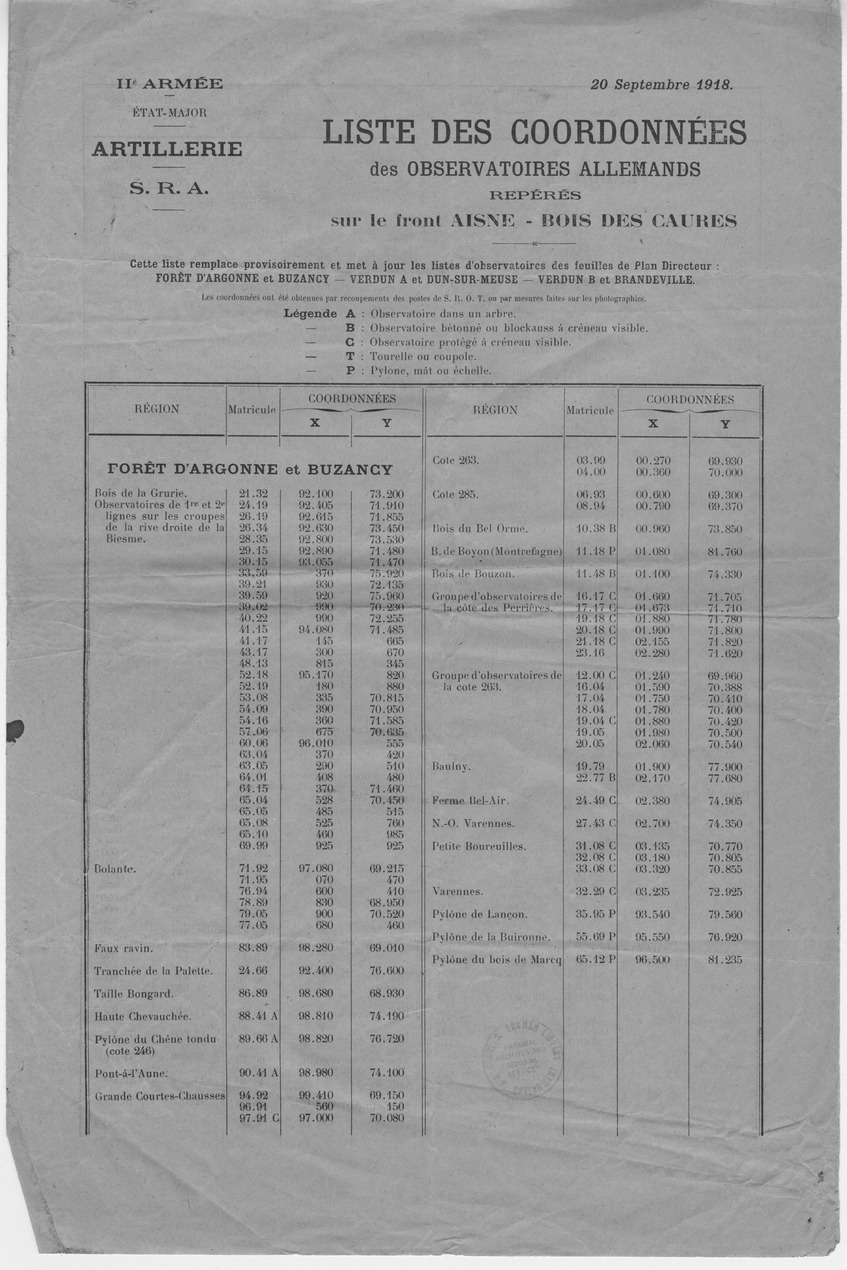 IIe ARMÉE
ÉTAT-MAJOR
ARTILLERIE
S. R. A.
20 Septembre 1918.
LISTE DES COORDONNÉES
des OBSERVATOIRES ALLEMANDS
REPÉRÉS
sur le front AISNE - BOIS DES CAURES
Cette liste remplace provisoirement et met à jour les listes d'observatoires des feuilles de Plan Directeur :
FORÊT D'ARGONNE et BUZANCY — VERDUN A et DUN-SUR-MEUSE — VERDUN B et BRANDEVILLE.
Les coordonnées ont été obtenues par recoupements des postes de S. R. O. T. ou par mesures faites sur les photographies.
Légende A : Observatoire dans un arbre.
— B : Observatoire bétonné ou blockauss à créneau visible.
— C : Observatoire protégé à créneau visible.
— T : Tourelle ou coupole.
— P : Pylone, mât ou échelle.
RÉGION Matricule COORDONNÉES
X Y
FORÊT D'ARGONNE et BUZANCY
Bois de la Grurie. 21.32 92.100 73.200
Observatoires de 1re et 2e 24.19 92.405 71.910
lignes sur les croupes 26.19 92.615 71.855
de la rive droite de la 26.34 92.630 73.450
Biesme. 28.35 92.800 73.530
29.15 92.890 71.480
30.15 93.055 71.470
33.59 370 75.920
39.21 930 72.135
39.59 920 75.960
39.02 990 70.230
40.22 990 72.255
41.15 94.080 71.485
41.17 145 665
43.17 300 670
48.13 815 345
52.18 95.170 820
52.19 180 880
53.08 335 70.815
54.09 390 70.950
54.16 360 71.585
57.06 675 70.635
60.06 96.010 555
63.04 370 420
63.05 290 510
64.01 408 480
64.15 370 71.460
65.04 528 70.450
65.05 485 515
65.08 525 760
65.10 460 985
69.99 925 925
Bolante. 71.92 97.080 69.215
71.95 070 470
76.94 600 410
78.89 830 68.950
79.05 900 70.520
77.05 680 460
Faux ravin. 83.89 98.280 69.010
Tranchée de la Palette. 24.66 92.400 76.600
Taille Bongard. 86.89 98.680 68.930
Haute Chevauchée. 88.41 A 98.810 74.190
Pylône du Chêne tondu 89.66 A 98.820 76.720
(cote 246)
Pont-à-l'Aune. 90.41 A 98.980 74.100
Grande Courtes-Chausses 94.92 99.410 69.150
96.91 560 150
97.91 C 97.000 70.080
RÉGION Matricule COORDONNÉES
X Y
Cote 263. 03.99 00.270 69.930
04.00 00.360 70.000
Cote 285. 06.93 00.600 69.300
08.94 00.790 69.370
Bois du Bel Orme. 10.38 B 00.960 73.850
B. de Boyon (Montrefagne) 11.18 P 01.080 81.760
Bois de Bouzon. 11.48 B 01.100 74.330
Groupe d'observatoires de 16.17 C 01.660 71.705
la côte des Perrières. 17.17 C 01.673 71.710
19.18 C 01.880 71.780
20.18 C 01.990 71.800
21.18 C 02.155 71.820
23.16 02.280 71.620
Groupe d'observatoires de 12.00 C 01.240 69.960
la cote 263. 16.04 01.590 70.388
17.04 01.750 70.410
18.04 01.780 70.400
19.04 C 01.880 70.420
19.05 01.980 70.500
20.05 02.060 70.540
Baulny. 19.79 01.900 77.900
22.77 B 02.170 77.680
Ferme Bel-Air. 24.49 C 02.380 74.905
N.-O. Varennes. 27.43 C 02.700 74.350
Petite Boureuilles. 31.08 C 03.135 70.770
32.08 C 03.180 70.805
33.08 C 03.320 70.855
Varennes. 32.29 C 03.235 72.925
Pylône de Lançon. 35.95 P 93.540 79.560
Pylône de la Buironne. 55.69 P 95.550 76.920
Pylône du bois de Marcq 65.12 P 96.500 81.235